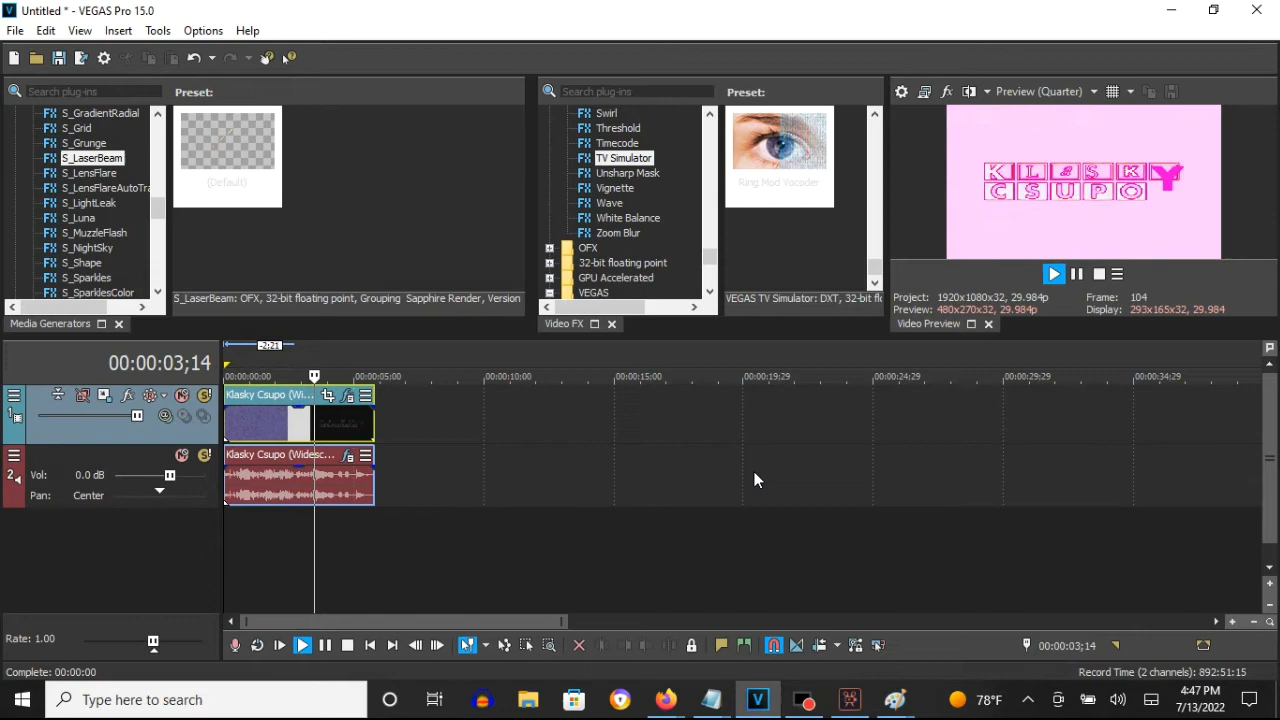 Untitled * - VEGAS Pro 15.0
File Edit View Insert Tools Options Help
Search plug-ins
Preset:
S_GradientRadial
S_Grid
S_Grunge
S_LaserBeam
S_LensFlare
S_LensFlareAutoTra
S_LightLeak
S_Luna
S_MuzzleFlash
S_NightSky
S_Shape
S_Sparkles
S_SparklesColor
(Default)
S_LaserBeam: OFX, 32-bit floating point, Grouping Sapphire Render, Version
Media Generators
Search plug-ins
Preset:
Swirl
Threshold
Timecode
TV Simulator
Unsharp Mask
Vignette
Wave
White Balance
Zoom Blur
OFX
32-bit floating point
GPU Accelerated
VEGAS
Ring Mod Vocsider
VEGAS TV Simulator: DXT, 32-bit fl
Video FX
Preview (Quarter)
KLASKY
CSUPO
Project: 1920x1080x32, 29.984p
Frame: 104
Preview: 480x270x32, 29.984p
Display: 293x165x32, 29.984
Video Preview
00:00:03;14
-2:21
00:00:00:00 00:00:05:00 00:00:10:00 00:00:15:00 00:00:19:29 00:00:24:29 00:00:29:29 00:00:34:29
1
Klasky Csupo (Wi...
2
Vol: 0.0 dB
Pan: Center
Klasky Csupo (Widesc...
Rate: 1.00
00:00:03;14
Complete: 00:00:00
Record Time (2 channels): 892:51:15
Type here to search
78°F
4:47 PM
7/13/2022